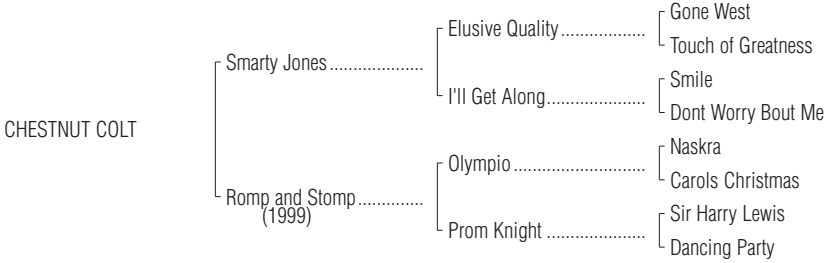 Gone West
Elusive Quality..................
Touch of Greatness
Smarty Jones....................
Smile
I'll Get Along.....................
Dont Worry Bout Me
CHESTNUT COLT
Naskra
Olympio............................
Carols Christmas
Romp and Stomp..............
(1999)
Sir Harry Lewis
Prom Knight.....................
Dancing Party